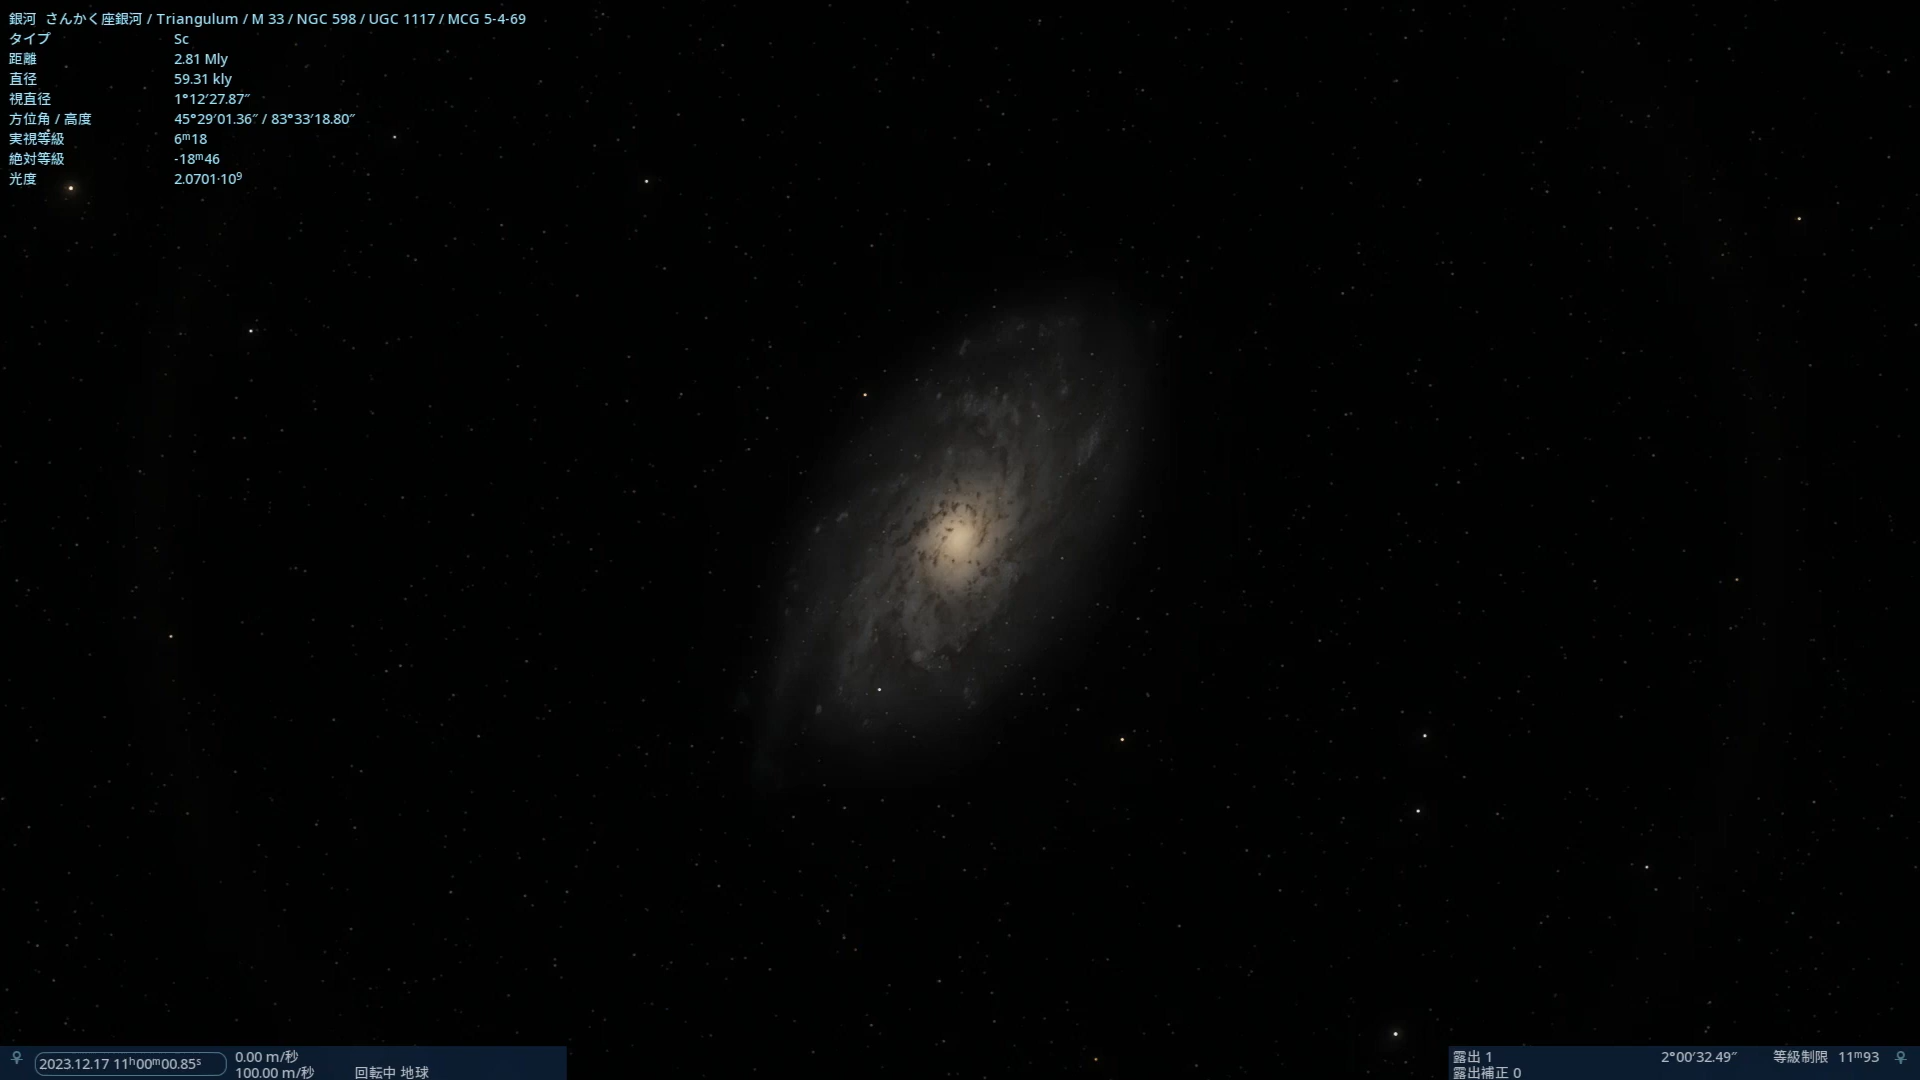 銀河 さんかく座銀河 / Triangulum / M 33 / NGC 598 / UGC 1117 / MCG 5-4-69
タイプ Sc
距離 2.81 Mly
直径 59.31 kly
視直径 1°12′27.87″
方位角 / 高度 45°29′01.36″ / 83°33′18.80″
実視等級 6ᵐ18
絶対等級 -18ᵐ46
光度 2.0701·10⁹
2023.12.17 11ʰ00ᵐ00.85ˢ
0.00 m/秒
100.00 m/秒 回転中 地球
露出 1 2°00′32.49″ 等級制限 11ᵐ93
露出補正 0